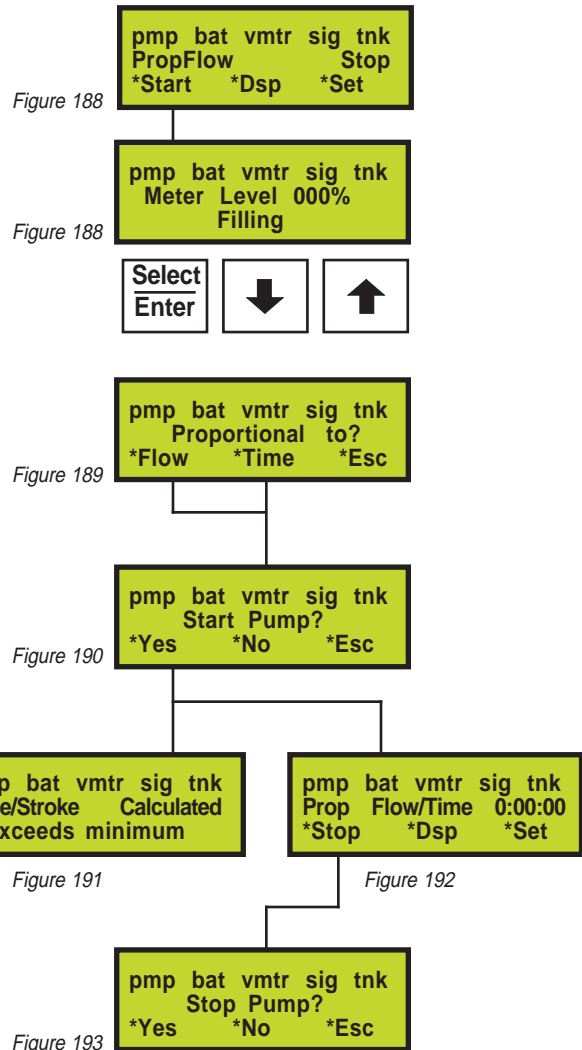 pmp bat vmtr sig tnk
PropFlow Stop
*Start *Dsp *Set
Figure 188
pmp bat vmtr sig tnk
Meter Level 000%
Filling
Figure 188
Select
Enter
pmp bat vmtr sig tnk
Proportional to?
*Flow *Time *Esc
Figure 189
pmp bat vmtr sig tnk
Start Pump?
*Yes *No *Esc
Figure 190
bat vmtr sig tnk
Calculated
minimum
Figure 191
pmp bat vmtr sig tnk
Prop Flow/Time 0:00:00
*Stop *Dsp *Set
Figure 192
pmp bat vmtr sig tnk
Stop Pump?
*Yes *No *Esc
Figure 193